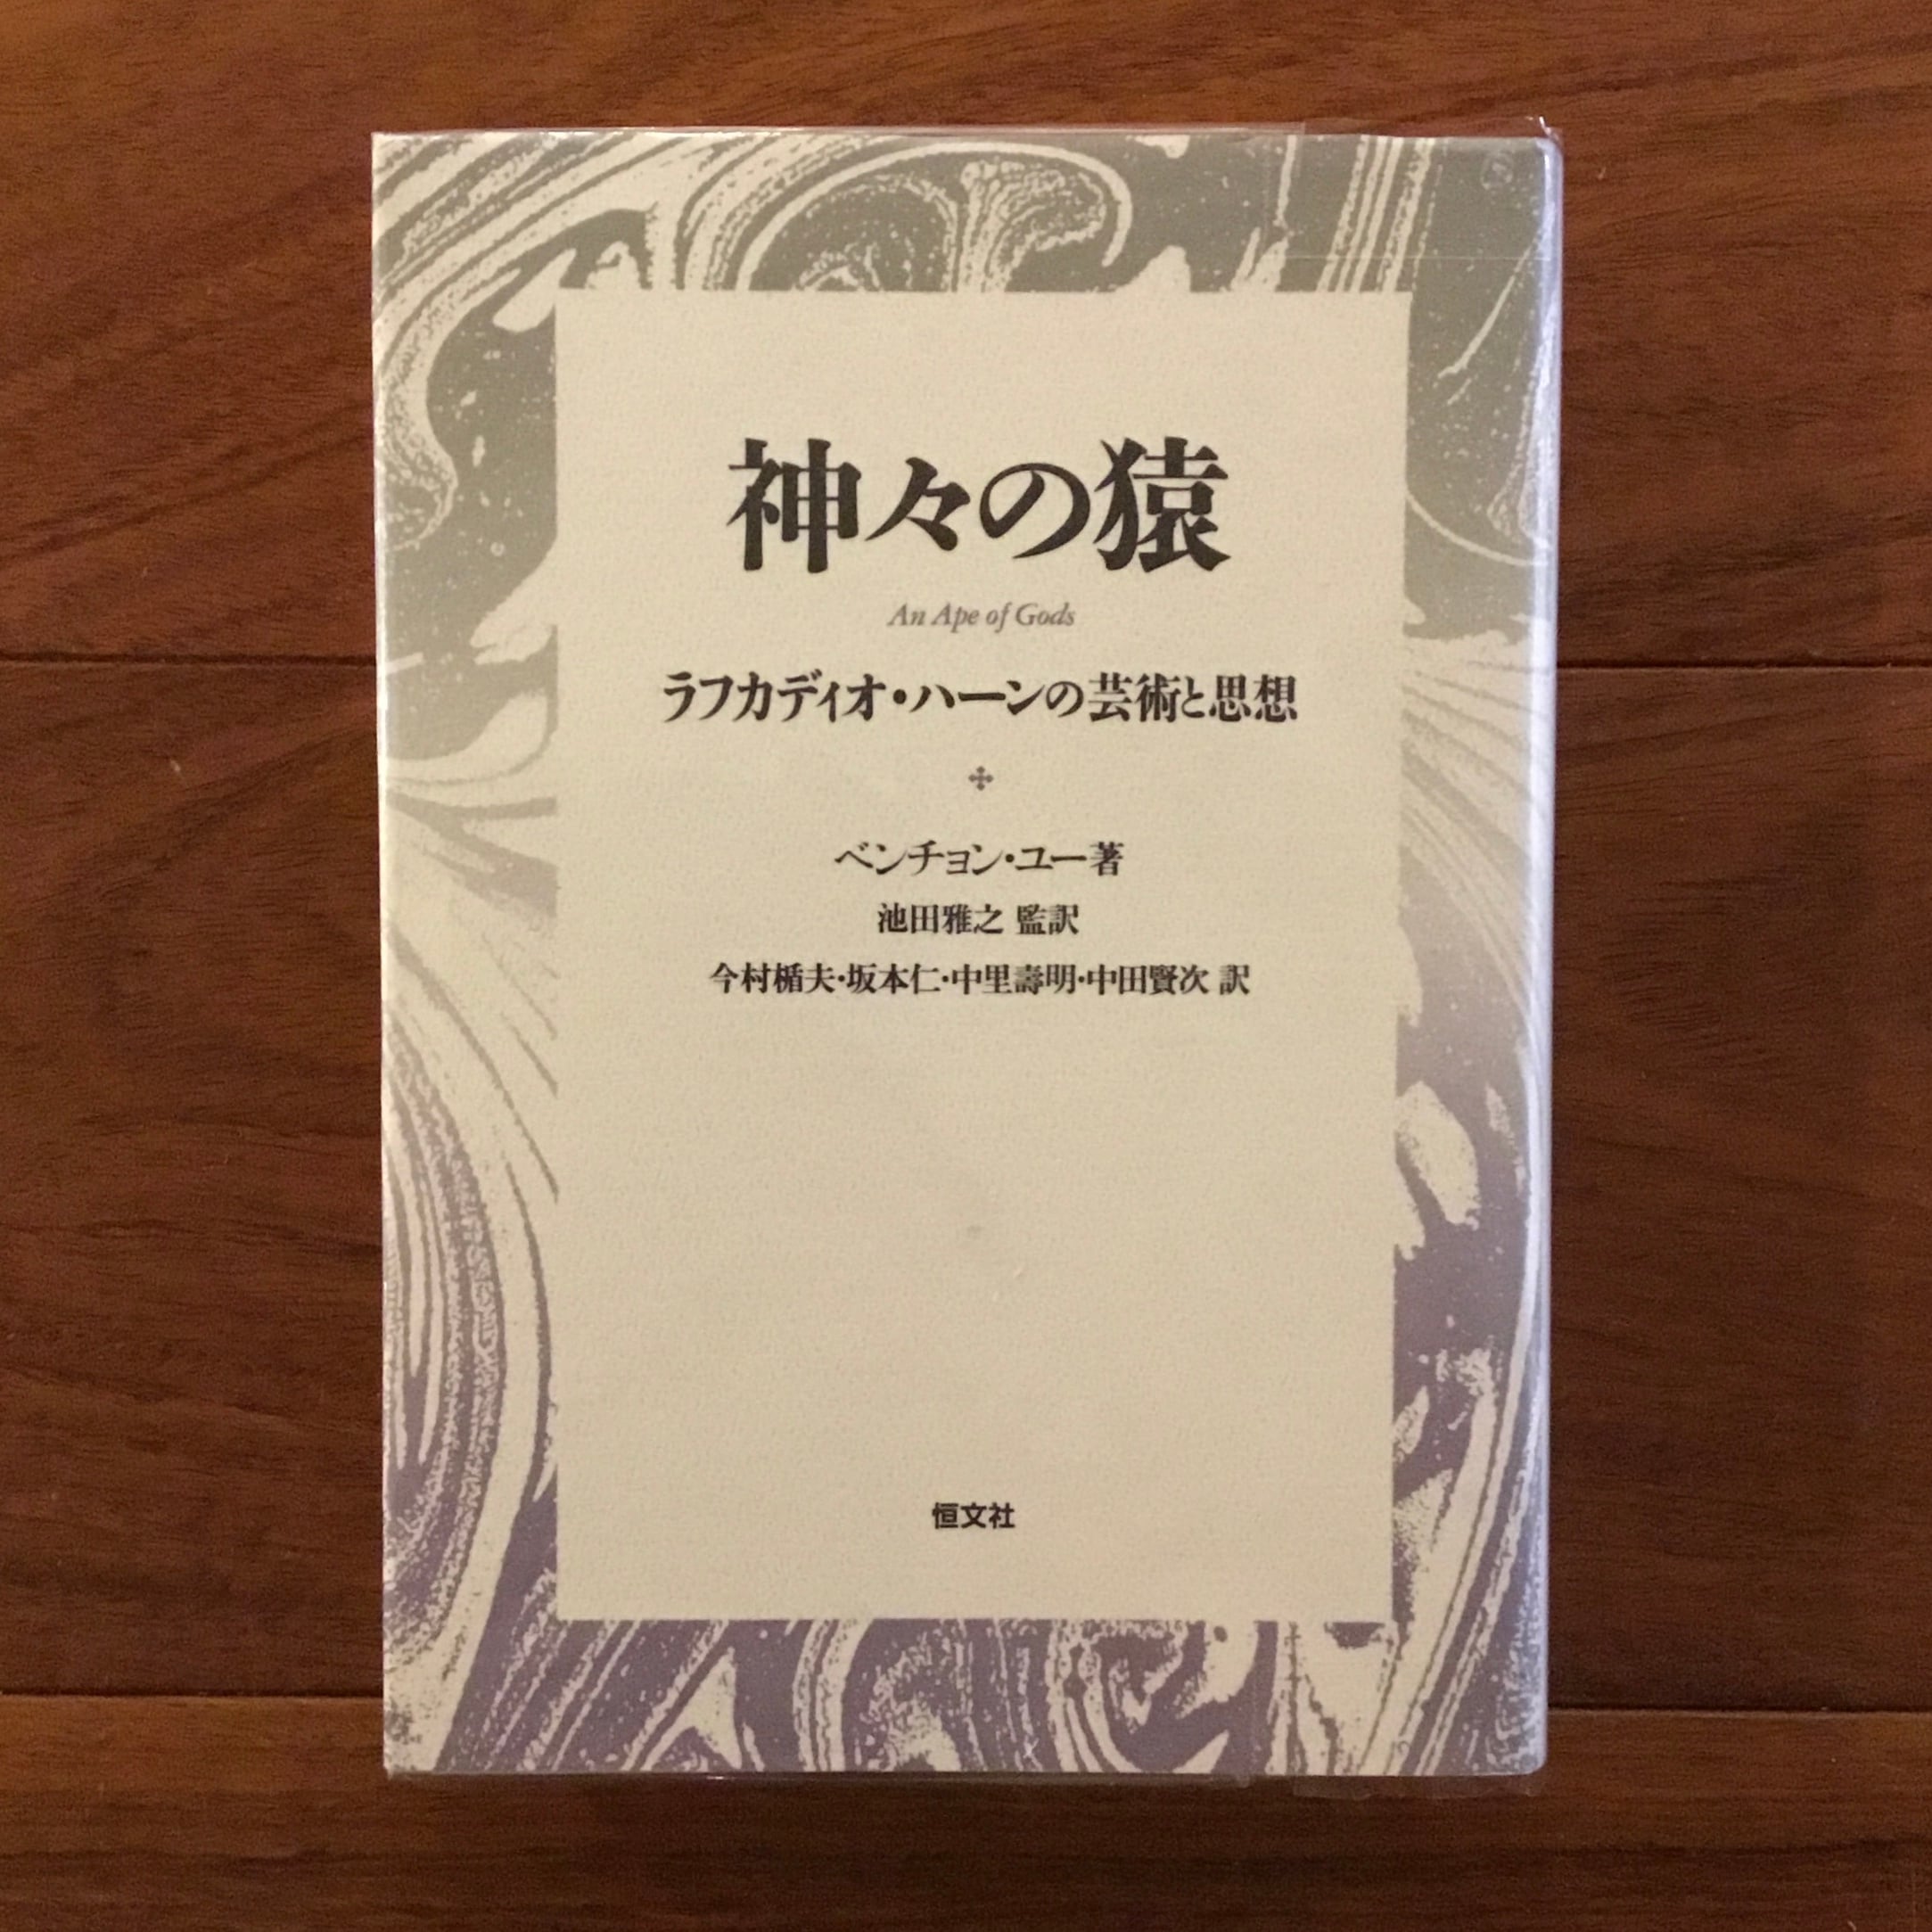 神々の猿
An Ape of Gods
ラフカディオ・ハーンの芸術と思想
ベンチョン・ユー著
池田雅之 監訳
今村楯夫・坂本仁・中里壽明・中田賢次 訳
恒文社